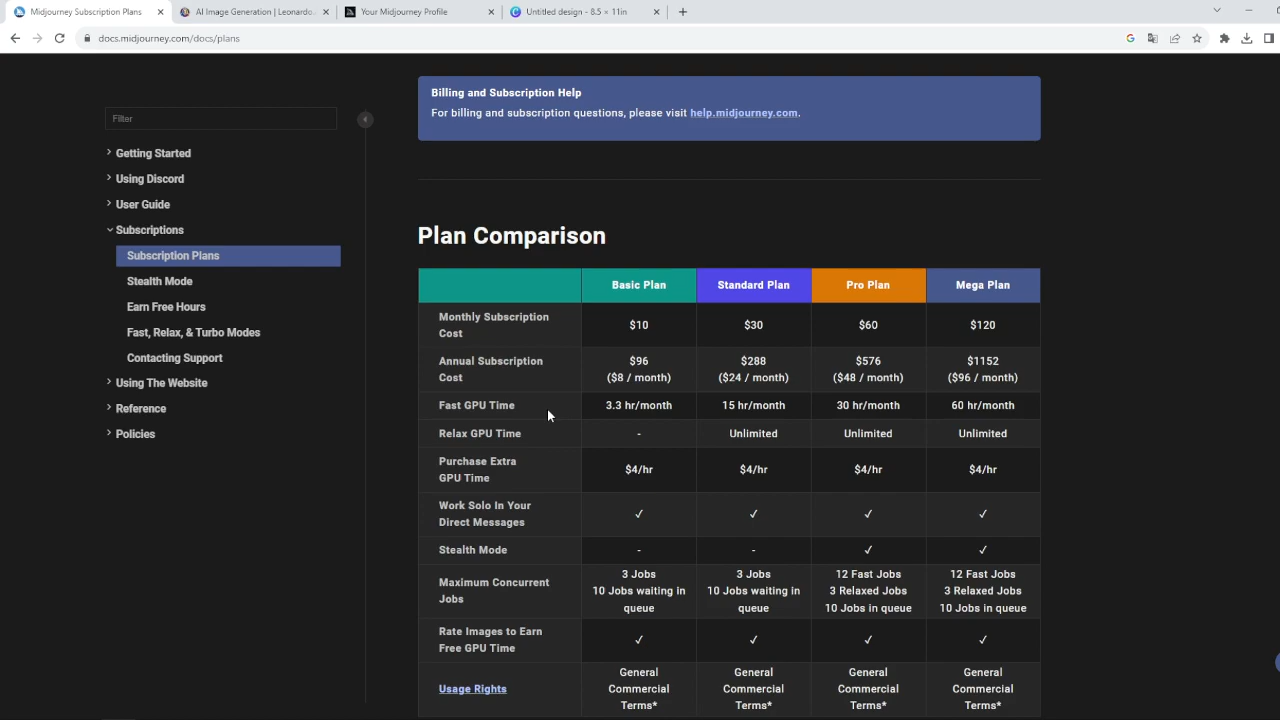 Midjourney Subscription Plans
AI Image Generation | Leonardo.
Your Midjourney Profile
Untitled design - 8.5 × 11in
docs.midjourney.com/docs/plans
Filter
Getting Started
Using Discord
User Guide
Subscriptions
Subscription Plans
Stealth Mode
Earn Free Hours
Fast, Relax, & Turbo Modes
Contacting Support
Using The Website
Reference
Policies
Billing and Subscription Help
For billing and subscription questions, please visit help.midjourney.com.
Plan Comparison
Basic Plan Standard Plan Pro Plan Mega Plan
Monthly Subscription
Cost
$10 $30 $60 $120
Annual Subscription
Cost
$96 $288 $576 $1152
($8 / month) ($24 / month) ($48 / month) ($96 / month)
Fast GPU Time 3.3 hr/month 15 hr/month 30 hr/month 60 hr/month
Relax GPU Time - Unlimited Unlimited Unlimited
Purchase Extra
GPU Time
$4/hr $4/hr $4/hr $4/hr
Work Solo In Your
Direct Messages
✓ ✓ ✓ ✓
Stealth Mode - - ✓ ✓
Maximum Concurrent
Jobs
3 Jobs 3 Jobs 12 Fast Jobs 12 Fast Jobs
10 Jobs waiting in 10 Jobs waiting in 3 Relaxed Jobs 3 Relaxed Jobs
queue queue 10 Jobs in queue 10 Jobs in queue
Rate Images to Earn
Free GPU Time
✓ ✓ ✓ ✓
Usage Rights
General General General General
Commercial Commercial Commercial Commercial
Terms* Terms* Terms* Terms*